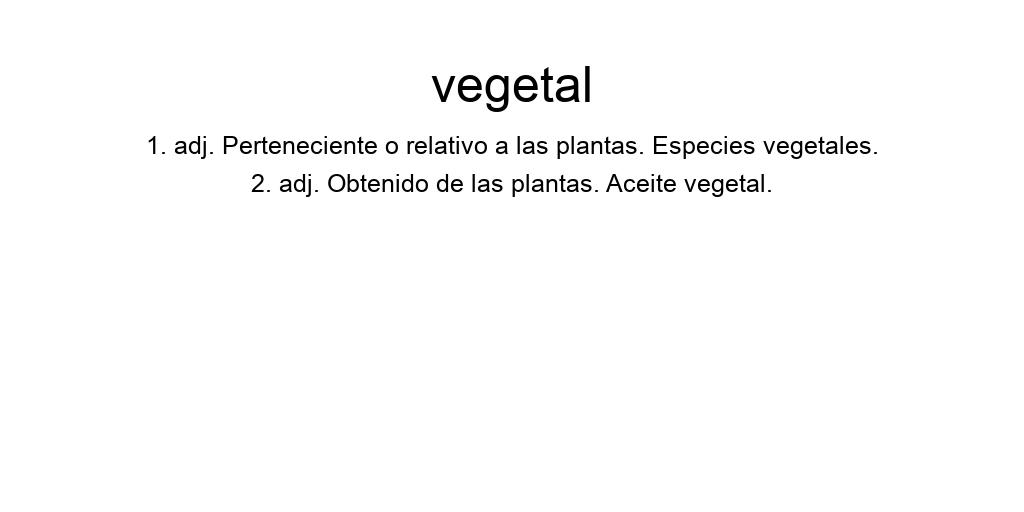 vegetal
1. adj. Perteneciente o relativo a las plantas. Especies vegetales.
2. adj. Obtenido de las plantas. Aceite vegetal.